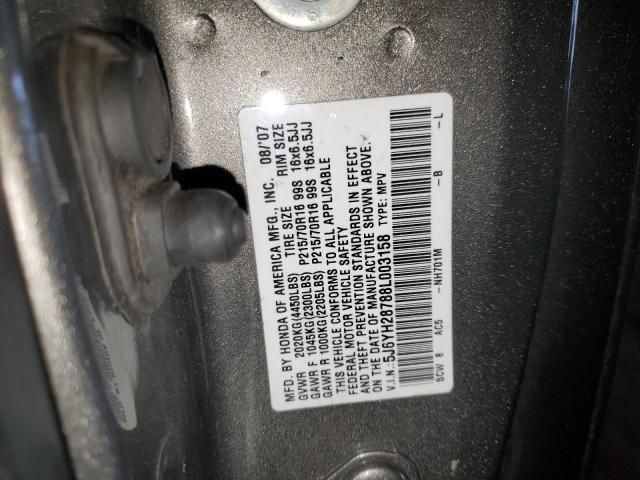 MFD. BY HONDA OF AMERICA MFG., INC. 08/'07
TIRE SIZE RIM SIZE
GVWR 2020KG(4450LBS)
GAWR F 1045KG(2300LBS) P215/70R16 99S 16x6.5JJ
GAWR R 1000KG(2205LBS) P215/70R16 99S 16x6.5JJ
THIS VEHICLE CONFORMS TO ALL APPLICABLE
FEDERAL MOTOR VEHICLE SAFETY
AND THEFT PREVENTION STANDARDS IN EFFECT
ON THE DATE OF MANUFACTURE SHOWN ABOVE.
V.I.N.: 5J6YH28788L003158 TYPE: MPV
SCW 8 AC5 -NH701M -B -L